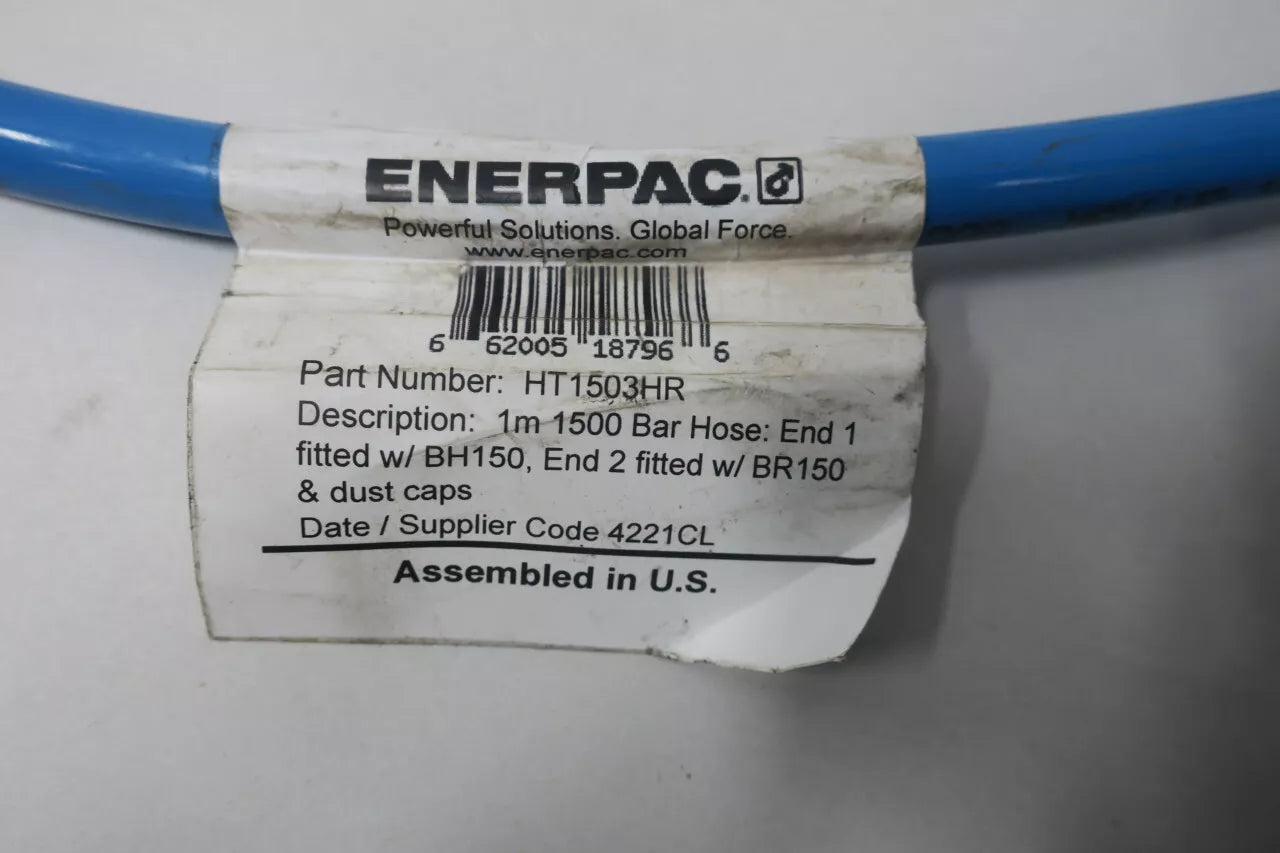 ENERPAC.
Powerful Solutions. Global Force.
www.enerpac.com
6 62005 18796 6
Part Number: HT1503HR
Description: 1m 1500 Bar Hose: End 1
fitted w/ BH150, End 2 fitted w/ BR150
& dust caps
Date / Supplier Code 4221CL
Assembled in U.S.